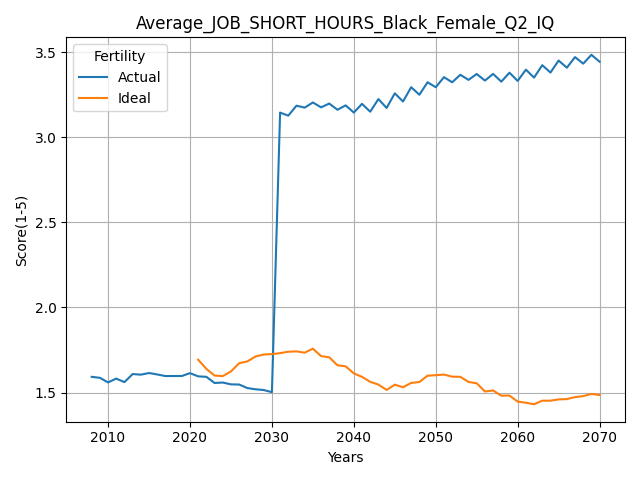 Average_JOB_SHORT_HOURS_Black_Female_Q2_IQ
Fertility
Actual
Ideal
Score(1-5)
3.5
3.0
2.5
2.0
1.5
2010 2020 2030 2040 2050 2060 2070
Years